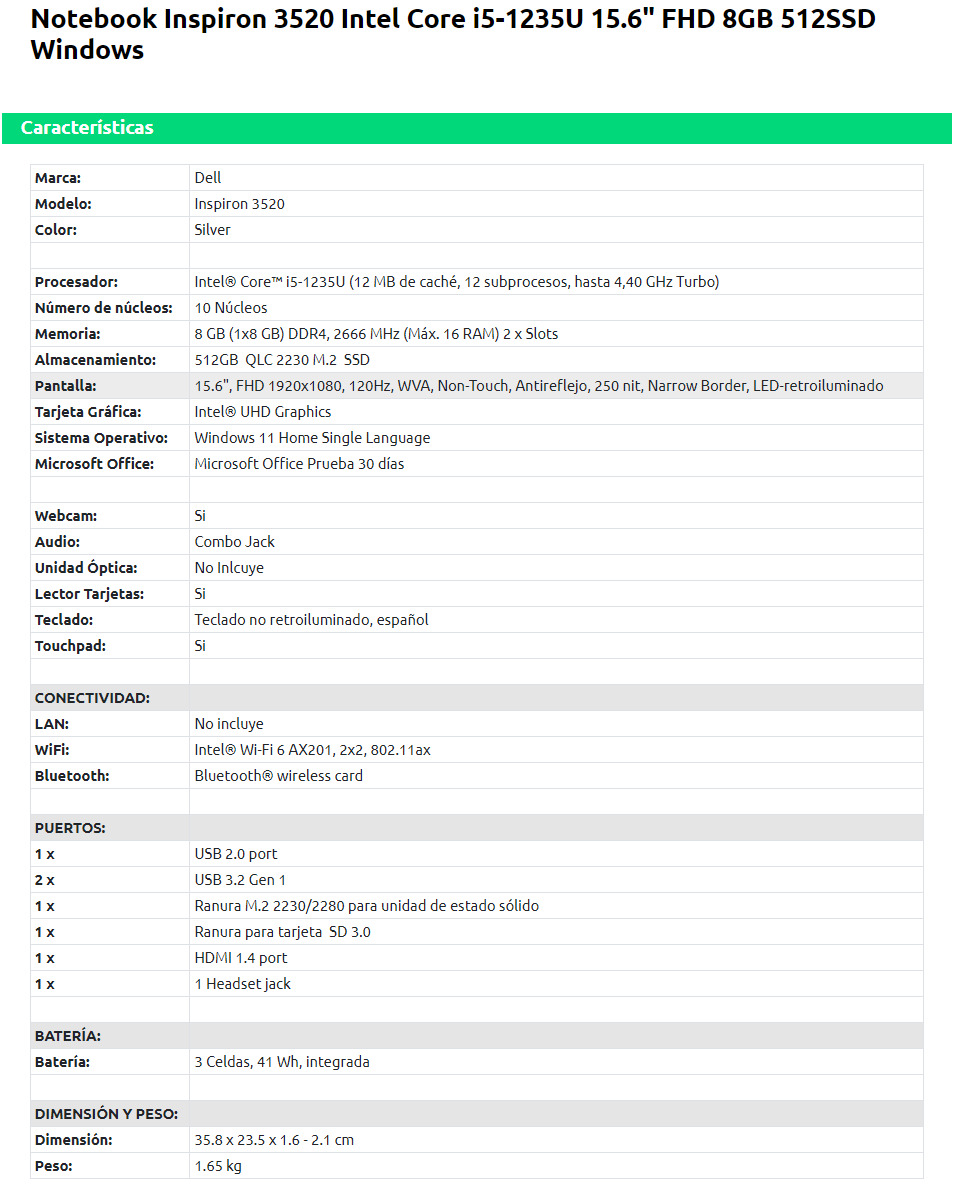 Notebook Inspiron 3520 Intel Core i5-1235U 15.6" FHD 8GB 512SSD
Windows
Características
Marca: Dell
Modelo: Inspiron 3520
Color: Silver
Procesador: Intel® Core™ i5-1235U (12 MB de caché, 12 subprocesos, hasta 4,40 GHz Turbo)
Número de núcleos: 10 Núcleos
Memoria: 8 GB (1x8 GB) DDR4, 2666 MHz (Máx. 16 RAM) 2 x Slots
Almacenamiento: 512GB QLC 2230 M.2 SSD
Pantalla: 15.6", FHD 1920x1080, 120Hz, WVA, Non-Touch, Antireflejo, 250 nit, Narrow Border, LED-retroiluminado
Tarjeta Gráfica: Intel® UHD Graphics
Sistema Operativo: Windows 11 Home Single Language
Microsoft Office: Microsoft Office Prueba 30 días
Webcam: Si
Audio: Combo Jack
Unidad Óptica: No Inlcuye
Lector Tarjetas: Si
Teclado: Teclado no retroiluminado, español
Touchpad: Si
CONECTIVIDAD:
LAN: No incluye
WiFi: Intel® Wi-Fi 6 AX201, 2x2, 802.11ax
Bluetooth: Bluetooth® wireless card
PUERTOS:
1 x USB 2.0 port
2 x USB 3.2 Gen 1
1 x Ranura M.2 2230/2280 para unidad de estado sólido
1 x Ranura para tarjeta SD 3.0
1 x HDMI 1.4 port
1 x 1 Headset jack
BATERÍA:
Batería: 3 Celdas, 41 Wh, integrada
DIMENSIÓN Y PESO:
Dimensión: 35.8 x 23.5 x 1.6 - 2.1 cm
Peso: 1.65 kg